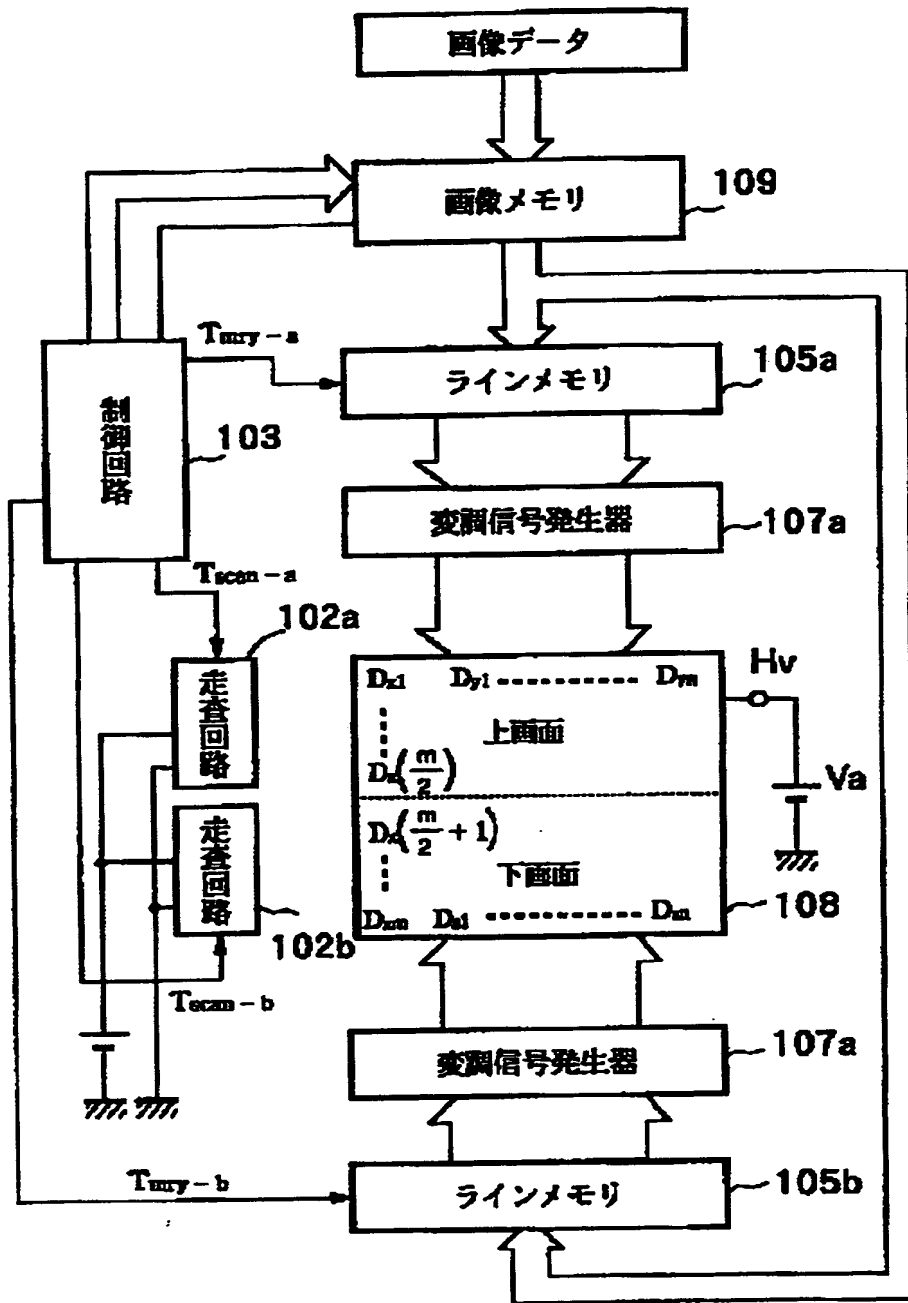 画像データ
画像メモリ
109
Tmry-a
ラインメモリ
105a
制御回路
103
変調信号発生器
107a
Tscan-a
102a
走査回路
Dx1 Dy1 Dyn
上画面
Dx(m/2)
Hv
Va
走査回路
102b
Dx(m/2+1)
下画面
Dxm Dz1 Dzn
108
Tscan-b
変調信号発生器
107a
Tmry-b
ラインメモリ
105b